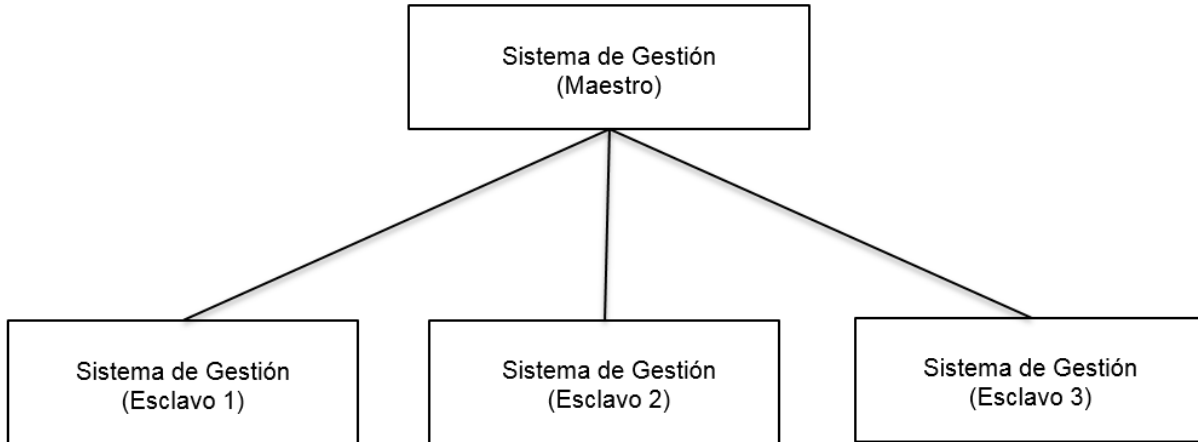 Sistema de Gestión
(Maestro)
Sistema de Gestión
(Esclavo 1)
Sistema de Gestión
(Esclavo 2)
Sistema de Gestión
(Esclavo 3)